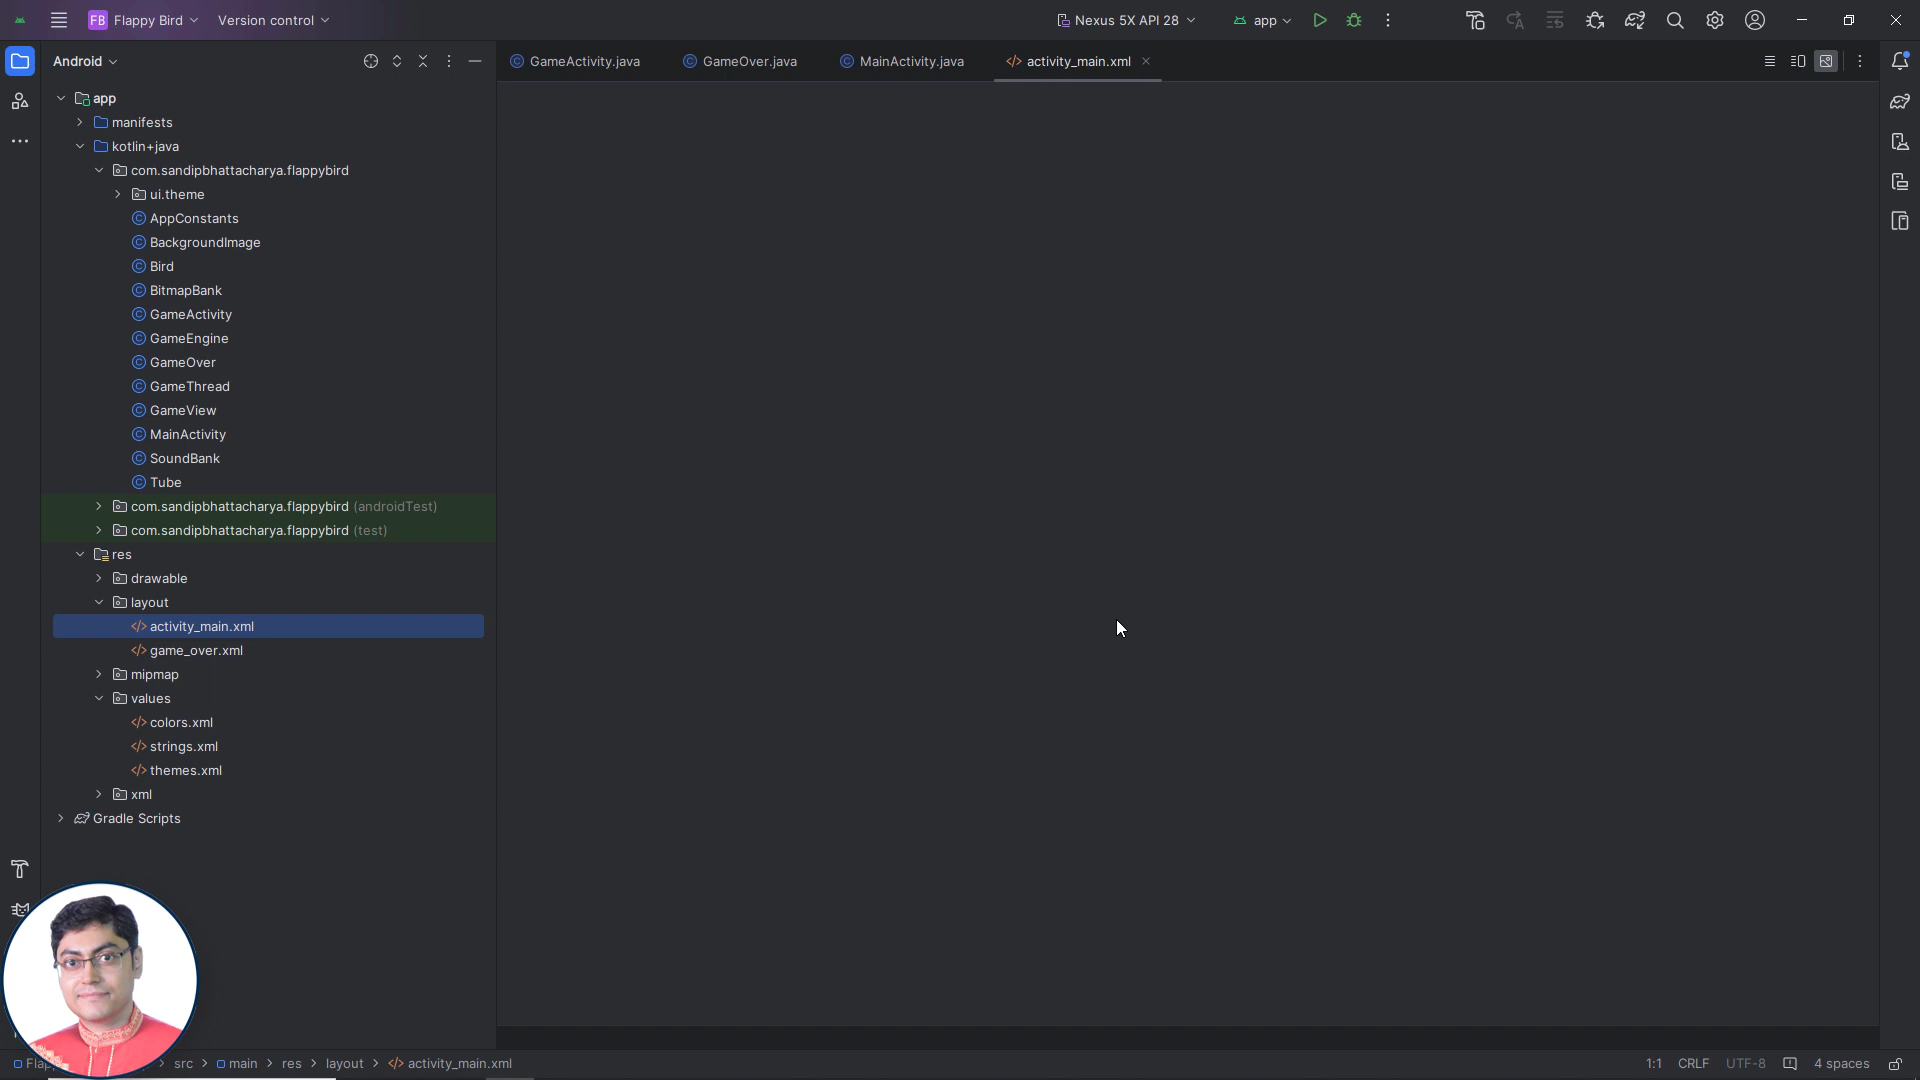 FB Flappy Bird Version control Nexus 5X API 28 app
Android
GameActivity.java GameOver.java MainActivity.java activity_main.xml
app
manifests
kotlin+java
com.sandipbhattacharya.flappybird
ui.theme
AppConstants
BackgroundImage
Bird
BitmapBank
GameActivity
GameEngine
GameOver
GameThread
GameView
MainActivity
SoundBank
Tube
com.sandipbhattacharya.flappybird (androidTest)
com.sandipbhattacharya.flappybird (test)
res
drawable
layout
activity_main.xml
game_over.xml
mipmap
values
colors.xml
strings.xml
themes.xml
xml
Gradle Scripts
src > main > res > layout > activity_main.xml 1:1 CRLF UTF-8 4 spaces